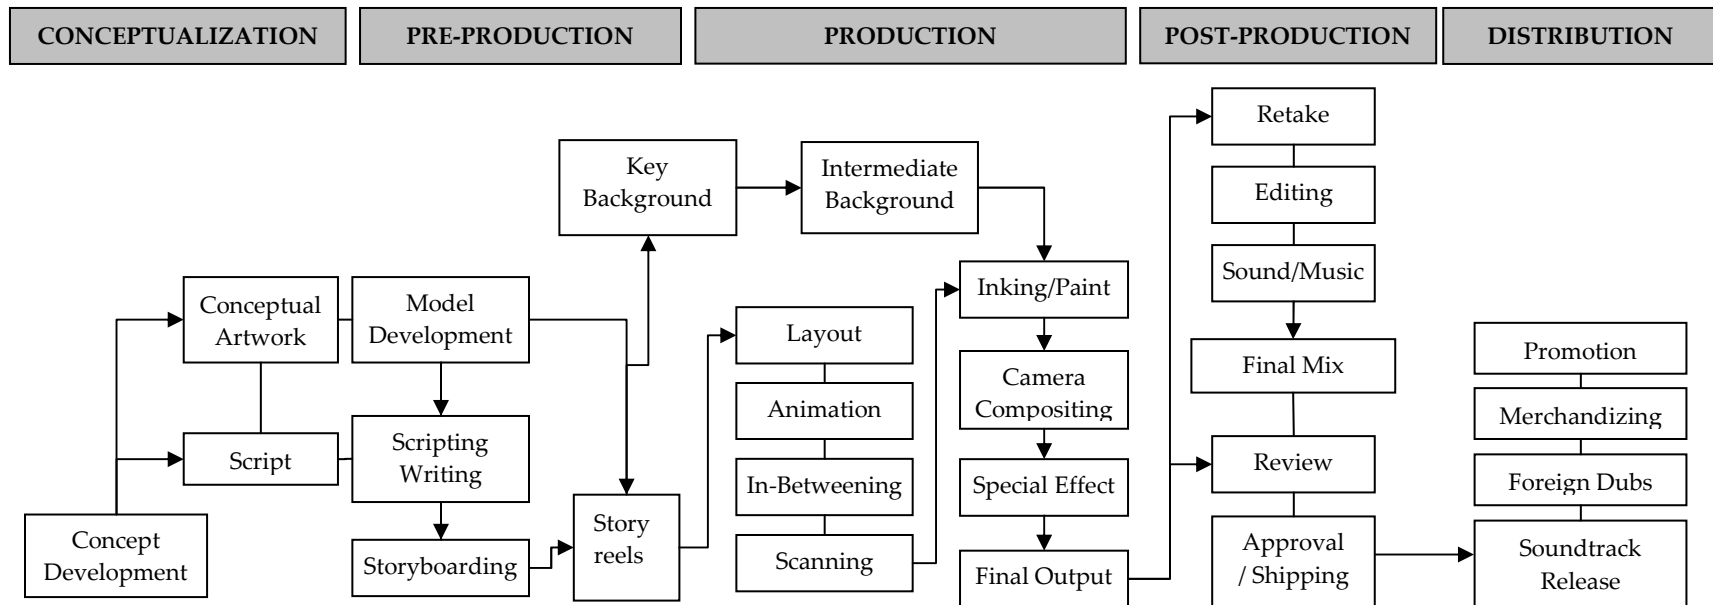 CONCEPTUALIZATION
PRE-PRODUCTION
PRODUCTION
POST-PRODUCTION
DISTRIBUTION
Conceptual
Artwork
Script
Concept
Development
Model
Development
Scripting
Writing
Storyboarding
Key
Background
Story
reels
Intermediate
Background
Layout
Animation
In-Betweening
Scanning
Inking/Paint
Camera
Compositing
Special Effect
Final Output
Retake
Editing
Sound/Music
Final Mix
Review
Approval
/ Shipping
Promotion
Merchandizing
Foreign Dubs
Soundtrack
Release